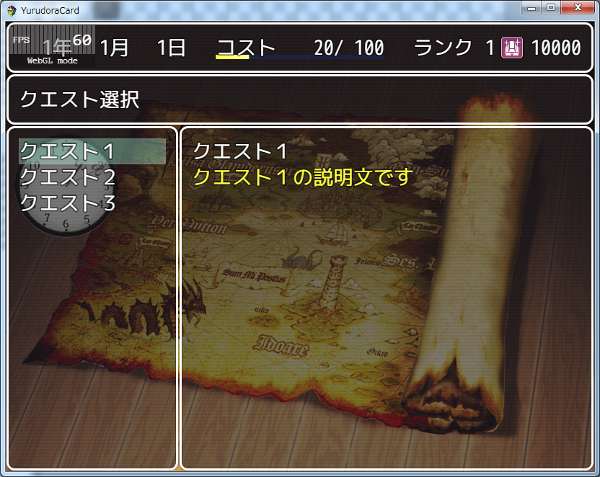 YurudoraCard
FPS 60
WebGL mode
1年 1月 1日 コスト 20/ 100 ランク 1 10000
クエスト選択
クエスト１
クエスト２
クエスト３
クエスト１
クエスト１の説明文です
Idoare